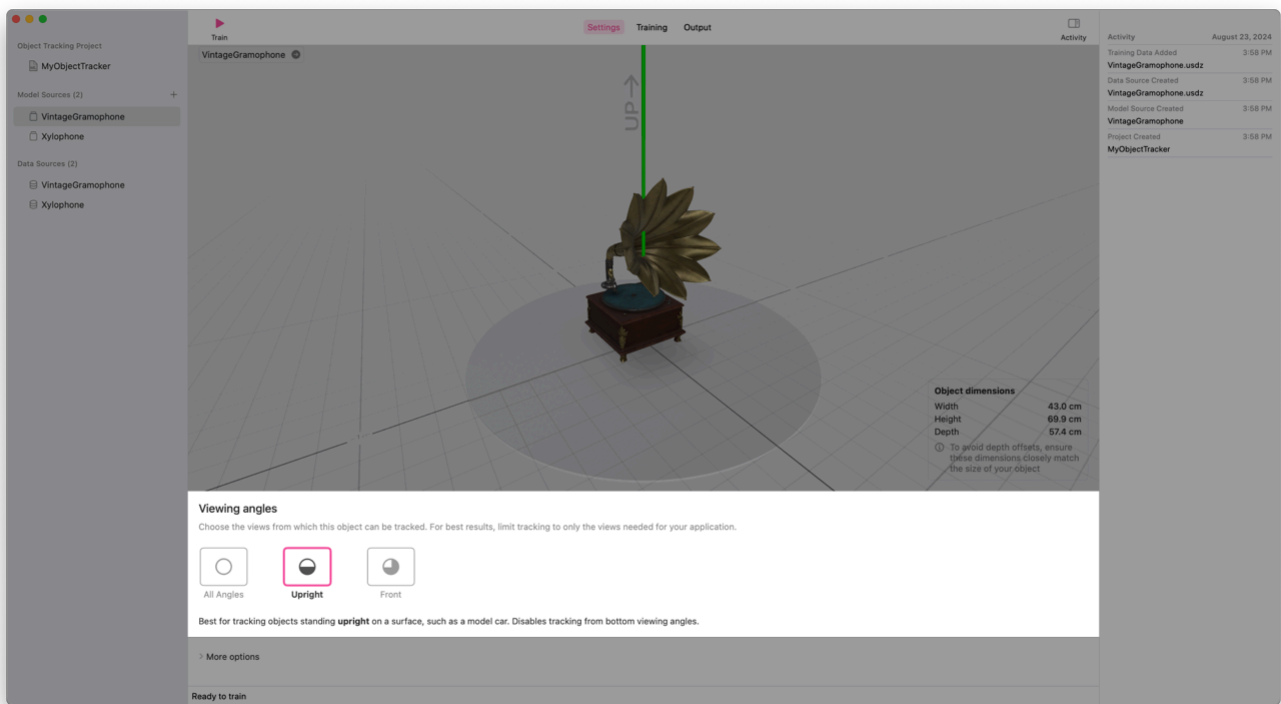 Train
Settings
Training
Output
Activity
Object Tracking Project
MyObjectTracker
Model Sources (2)
VintageGramophone
Xylophone
Data Sources (2)
VintageGramophone
Xylophone
VintageGramophone
UP
Object dimensions
Width 43.0 cm
Height 69.9 cm
Depth 57.4 cm
To avoid depth offsets, ensure
these dimensions closely match
the size of your object
Viewing angles
Choose the views from which this object can be tracked. For best results, limit tracking to only the views needed for your application.
All Angles
Upright
Front
Best for tracking objects standing upright on a surface, such as a model car. Disables tracking from bottom viewing angles.
More options
Ready to train
Activity August 23, 2024
Training Data Added 3:58 PM
VintageGramophone.usdz
Data Source Created 3:58 PM
VintageGramophone.usdz
Model Source Created 3:58 PM
VintageGramophone
Project Created 3:58 PM
MyObjectTracker